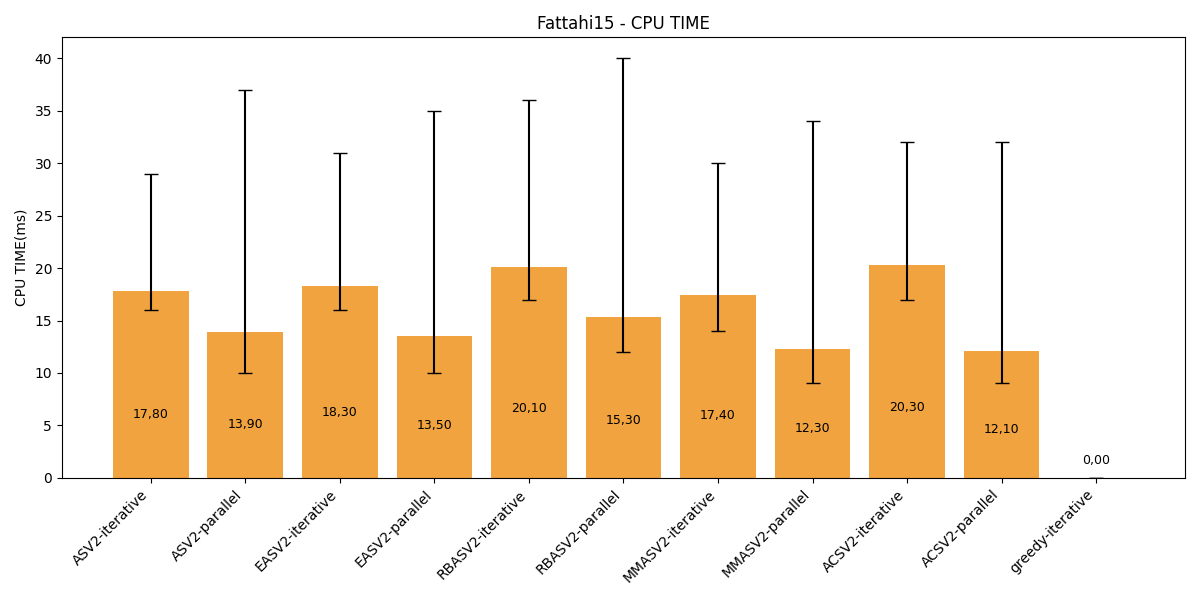 Fattahi15 - CPU TIME
CPU TIME(ms)
40
35
30
25
20
15
10
5
0
17,80
13,90
18,30
13,50
20,10
15,30
17,40
12,30
20,30
12,10
0,00
ASV2-iterative
ASV2-parallel
EASV2-iterative
EASV2-parallel
RBASV2-iterative
RBASV2-parallel
MMASV2-iterative
MMASV2-parallel
ACSV2-iterative
ACSV2-parallel
greedy-iterative